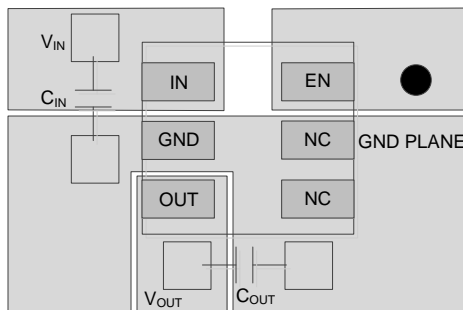 VIN
IN
EN
CIN
GND
NC
GND PLANE
OUT
NC
VOUT
COUT